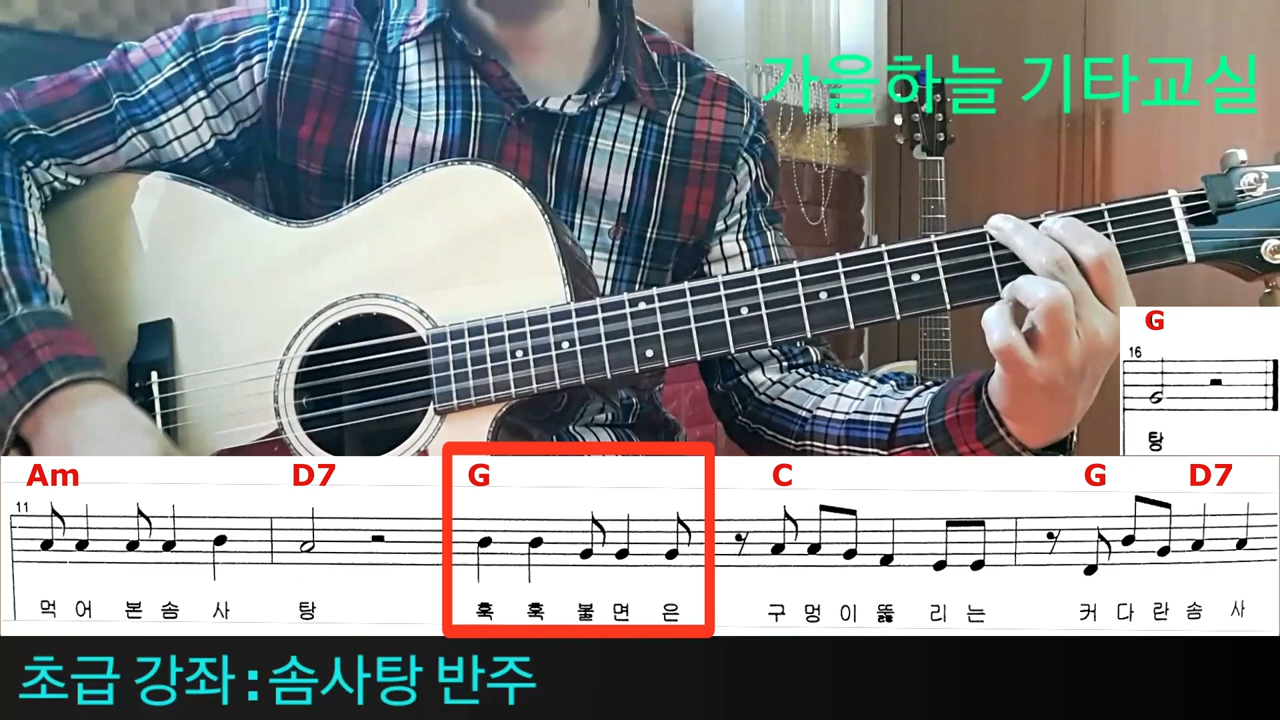 가을하늘 기타교실
G
16
탕
Am D7 G C G D7
11
먹 어 본 솜 사 탕 훅 훅 불 면 은 구 멍 이 뚫 리 는 커 다 란 솜 사
초급 강좌 : 솜사탕 반주